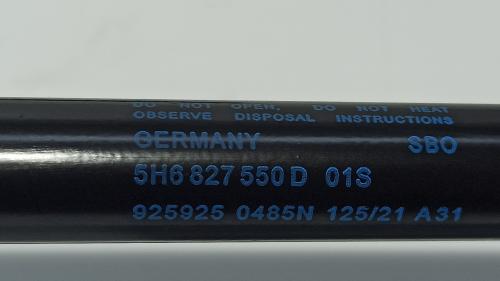 DO NOT OPEN, DO NOT HEAT
OBSERVE DISPOSAL INSTRUCTIONS
GERMANY SBO
5H6 827 550 D 01S
925925 0485N 125/21 A31